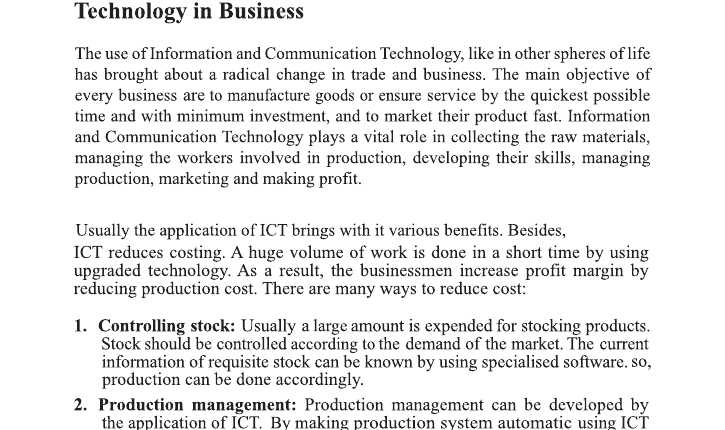 Technology in Business
The use of Information and Communication Technology, like in other spheres of life
has brought about a radical change in trade and business. The main objective of
every business are to manufacture goods or ensure service by the quickest possible
time and with minimum investment, and to market their product fast. Information
and Communication Technology plays a vital role in collecting the raw materials,
managing the workers involved in production, developing their skills, managing
production, marketing and making profit.
Usually the application of ICT brings with it various benefits. Besides,
ICT reduces costing. A huge volume of work is done in a short time by using
upgraded technology. As a result, the businessmen increase profit margin by
reducing production cost. There are many ways to reduce cost:
1. Controlling stock: Usually a large amount is expended for stocking products.
Stock should be controlled according to the demand of the market. The current
information of requisite stock can be known by using specialised software. so,
production can be done accordingly.
2. Production management: Production management can be developed by
the application of ICT. By making production system automatic using ICT